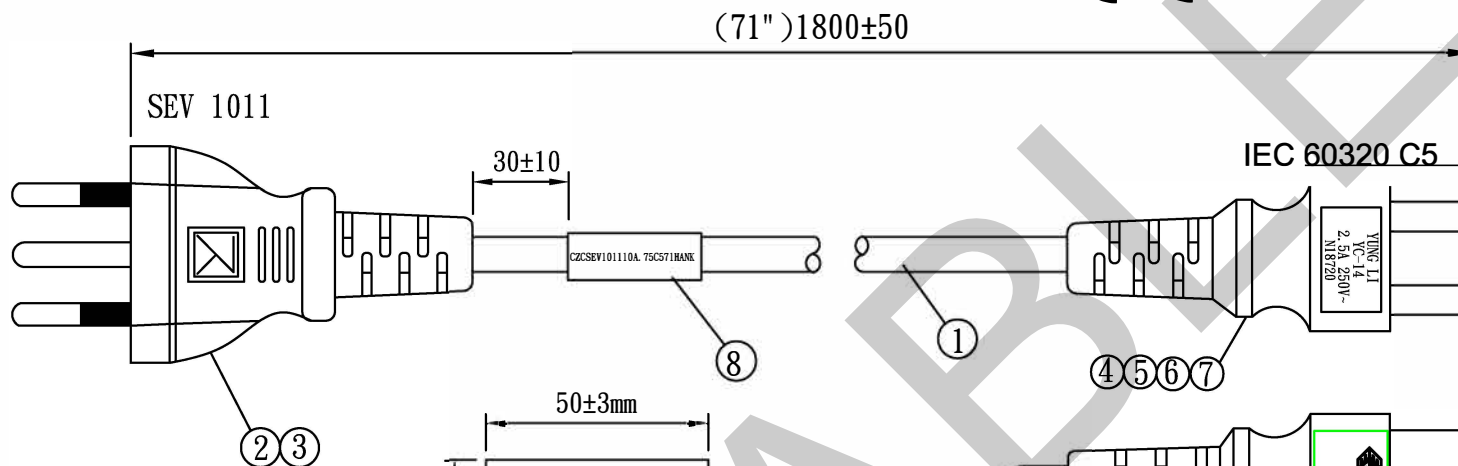 (71")1800±50
SEV 1011
IEC 60320 C5
30±10
CZCSEV101110A.75C571HANK
YUNG LI
YC-14
2.5A 250V~
N18720
①
⑧
④⑤⑥⑦
50±3mm
②③
ABLE